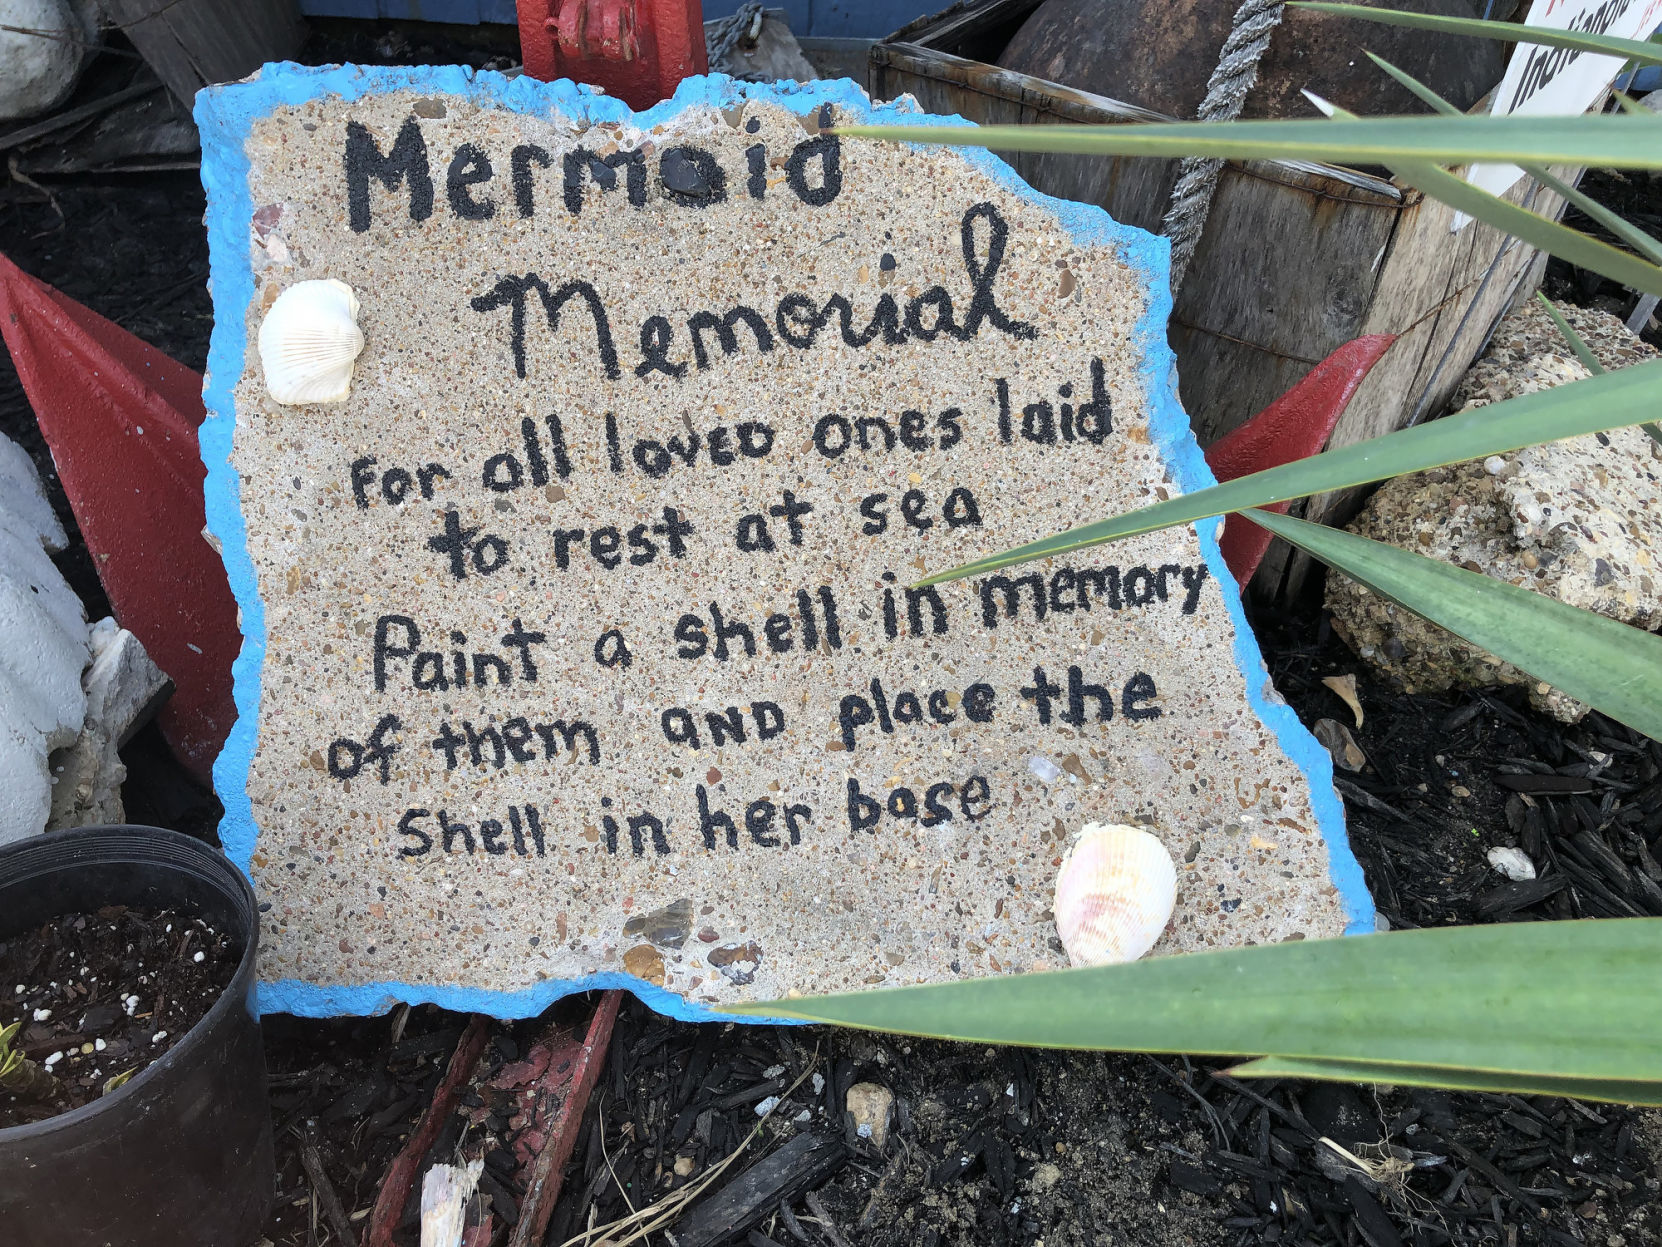 Mermaid
Memorial
For all loved ones laid
to rest at sea
Paint a shell in memory
of them AND place the
Shell in her base